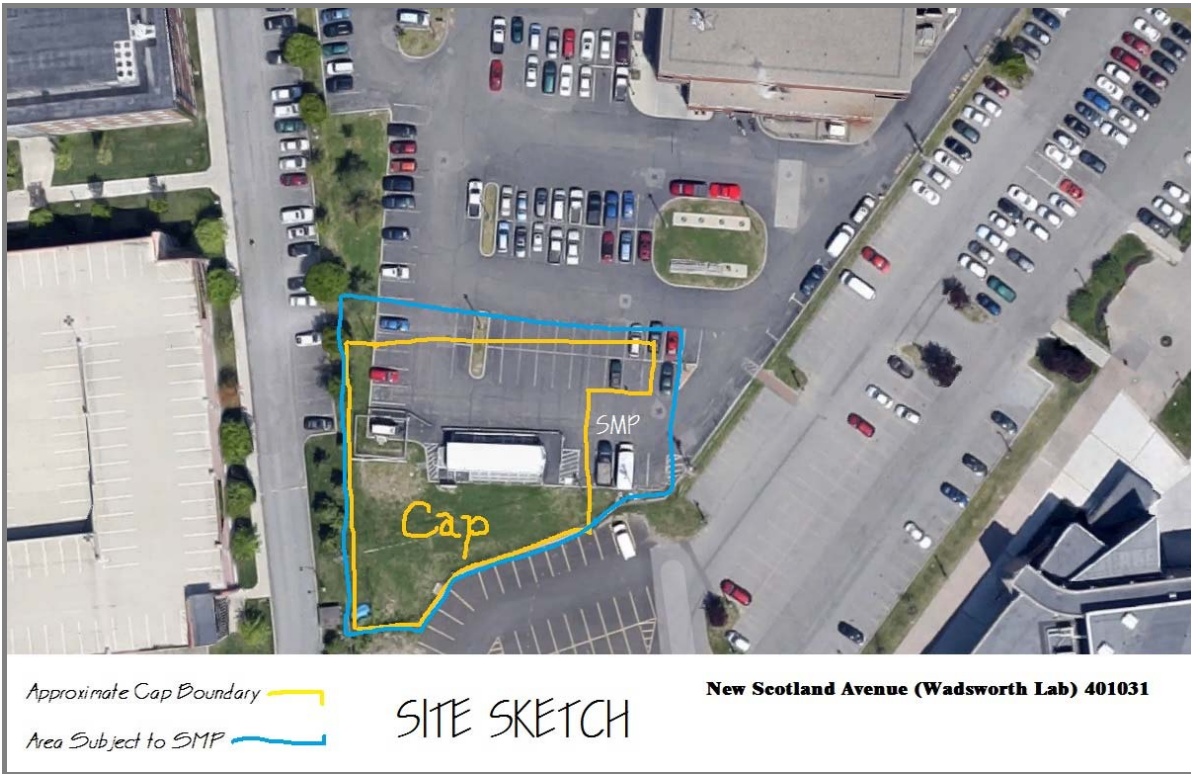 SMP
Cap
Approximate Cap Boundary
Area Subject to SMP
SITE SKETCH
New Scotland Avenue (Wadsworth Lab) 401031